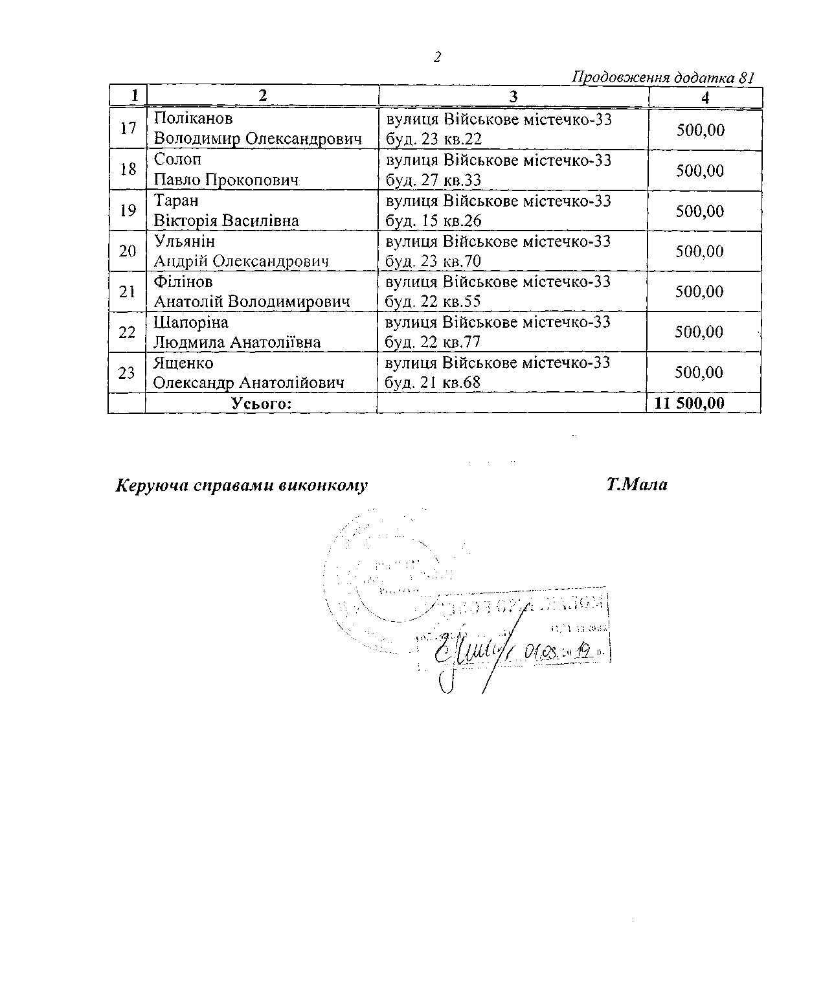 2
Продовження додатка 81
1 2 3 4
17 Поліканов Володимир Олександрович вулиця Військове містечко-33 буд. 23 кв.22 500,00
18 Солоп Павло Прокопович вулиця Військове містечко-33 буд. 27 кв.33 500,00
19 Таран Вікторія Василівна вулиця Військове містечко-33 буд. 15 кв.26 500,00
20 Ульянін Андрій Олександрович вулиця Військове містечко-33 буд. 23 кв.70 500,00
21 Філінов Анатолій Володимирович вулиця Військове містечко-33 буд. 22 кв.55 500,00
22 Шапоріна Людмила Анатоліївна вулиця Військове містечко-33 буд. 22 кв.77 500,00
23 Ященко Олександр Анатолійович вулиця Військове містечко-33 буд. 21 кв.68 500,00
Усього: 11 500,00
Керуюча справами виконкому Т.Мала
01.03. 20 19 р.